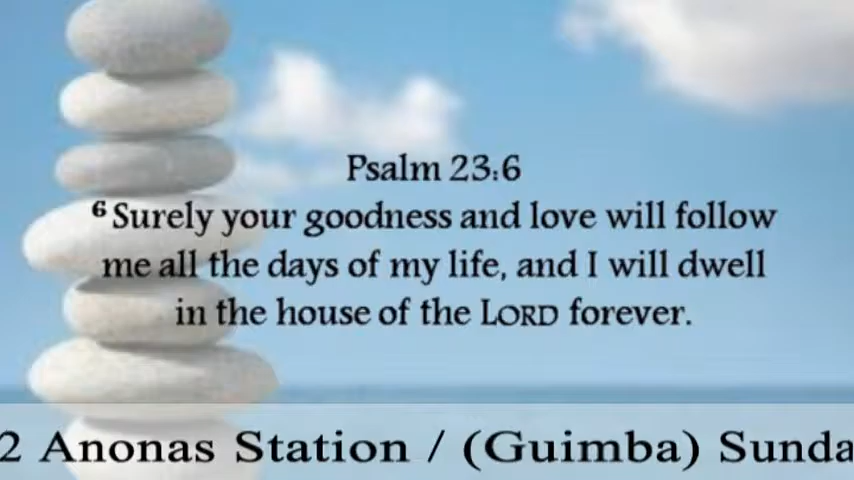 Psalm 23:6
⁶ Surely your goodness and love will follow
me all the days of my life, and I will dwell
in the house of the LORD forever.
2 Anonas Station / (Guimba) Sunda